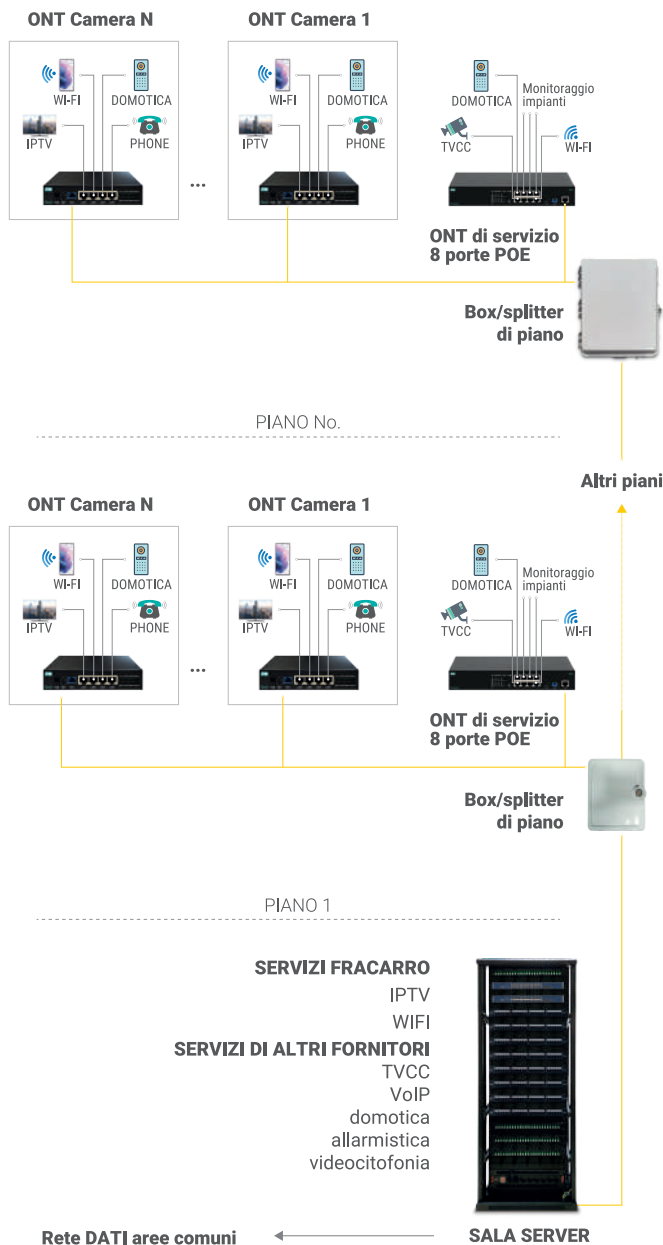 ONT Camera N
ONT Camera 1
WI-FI
DOMOTICA
IPTV
PHONE
WI-FI
DOMOTICA
IPTV
PHONE
DOMOTICA
Monitoraggio
impianti
TVCC
WI-FI
...
ONT di servizio
8 porte POE
Box/splitter
di piano
PIANO No.
Altri piani
ONT Camera N
ONT Camera 1
WI-FI
DOMOTICA
IPTV
PHONE
WI-FI
DOMOTICA
IPTV
PHONE
DOMOTICA
Monitoraggio
impianti
TVCC
WI-FI
...
ONT di servizio
8 porte POE
Box/splitter
di piano
PIANO 1
SERVIZI FRACARRO
IPTV
WIFI
SERVIZI DI ALTRI FORNITORI
TVCC
VoIP
domotica
allarmistica
videocitofonia
Rete DATI aree comuni
SALA SERVER